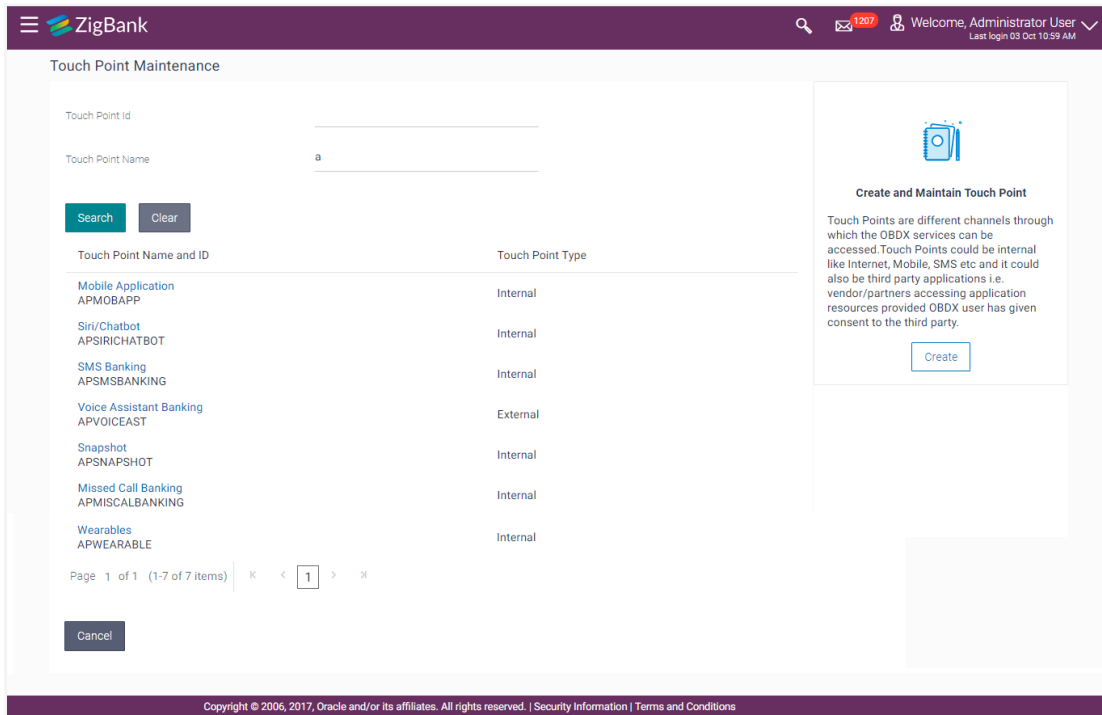 ZigBank
1207
Welcome, Administrator User
Last login 03 Oct 10:59 AM
Touch Point Maintenance
Touch Point Id
Touch Point Name
a
Search
Clear
Touch Point Name and ID
Touch Point Type
Mobile Application
APMOBAPP
Internal
Siri/Chatbot
APSIRICHATBOT
Internal
SMS Banking
APSMSBANKING
Internal
Voice Assistant Banking
APVOICEAST
External
Snapshot
APSNAPSHOT
Internal
Missed Call Banking
APMISCALBANKING
Internal
Wearables
APWEARABLE
Internal
Page 1 of 1 (1-7 of 7 items)
1
Cancel
Create and Maintain Touch Point
Touch Points are different channels through
which the OBDX services can be
accessed.Touch Points could be internal
like Internet, Mobile, SMS etc and it could
also be third party applications i.e.
vendor/partners accessing application
resources provided OBDX user has given
consent to the third party.
Create
Copyright © 2006, 2017, Oracle and/or its affiliates. All rights reserved. | Security Information | Terms and Conditions